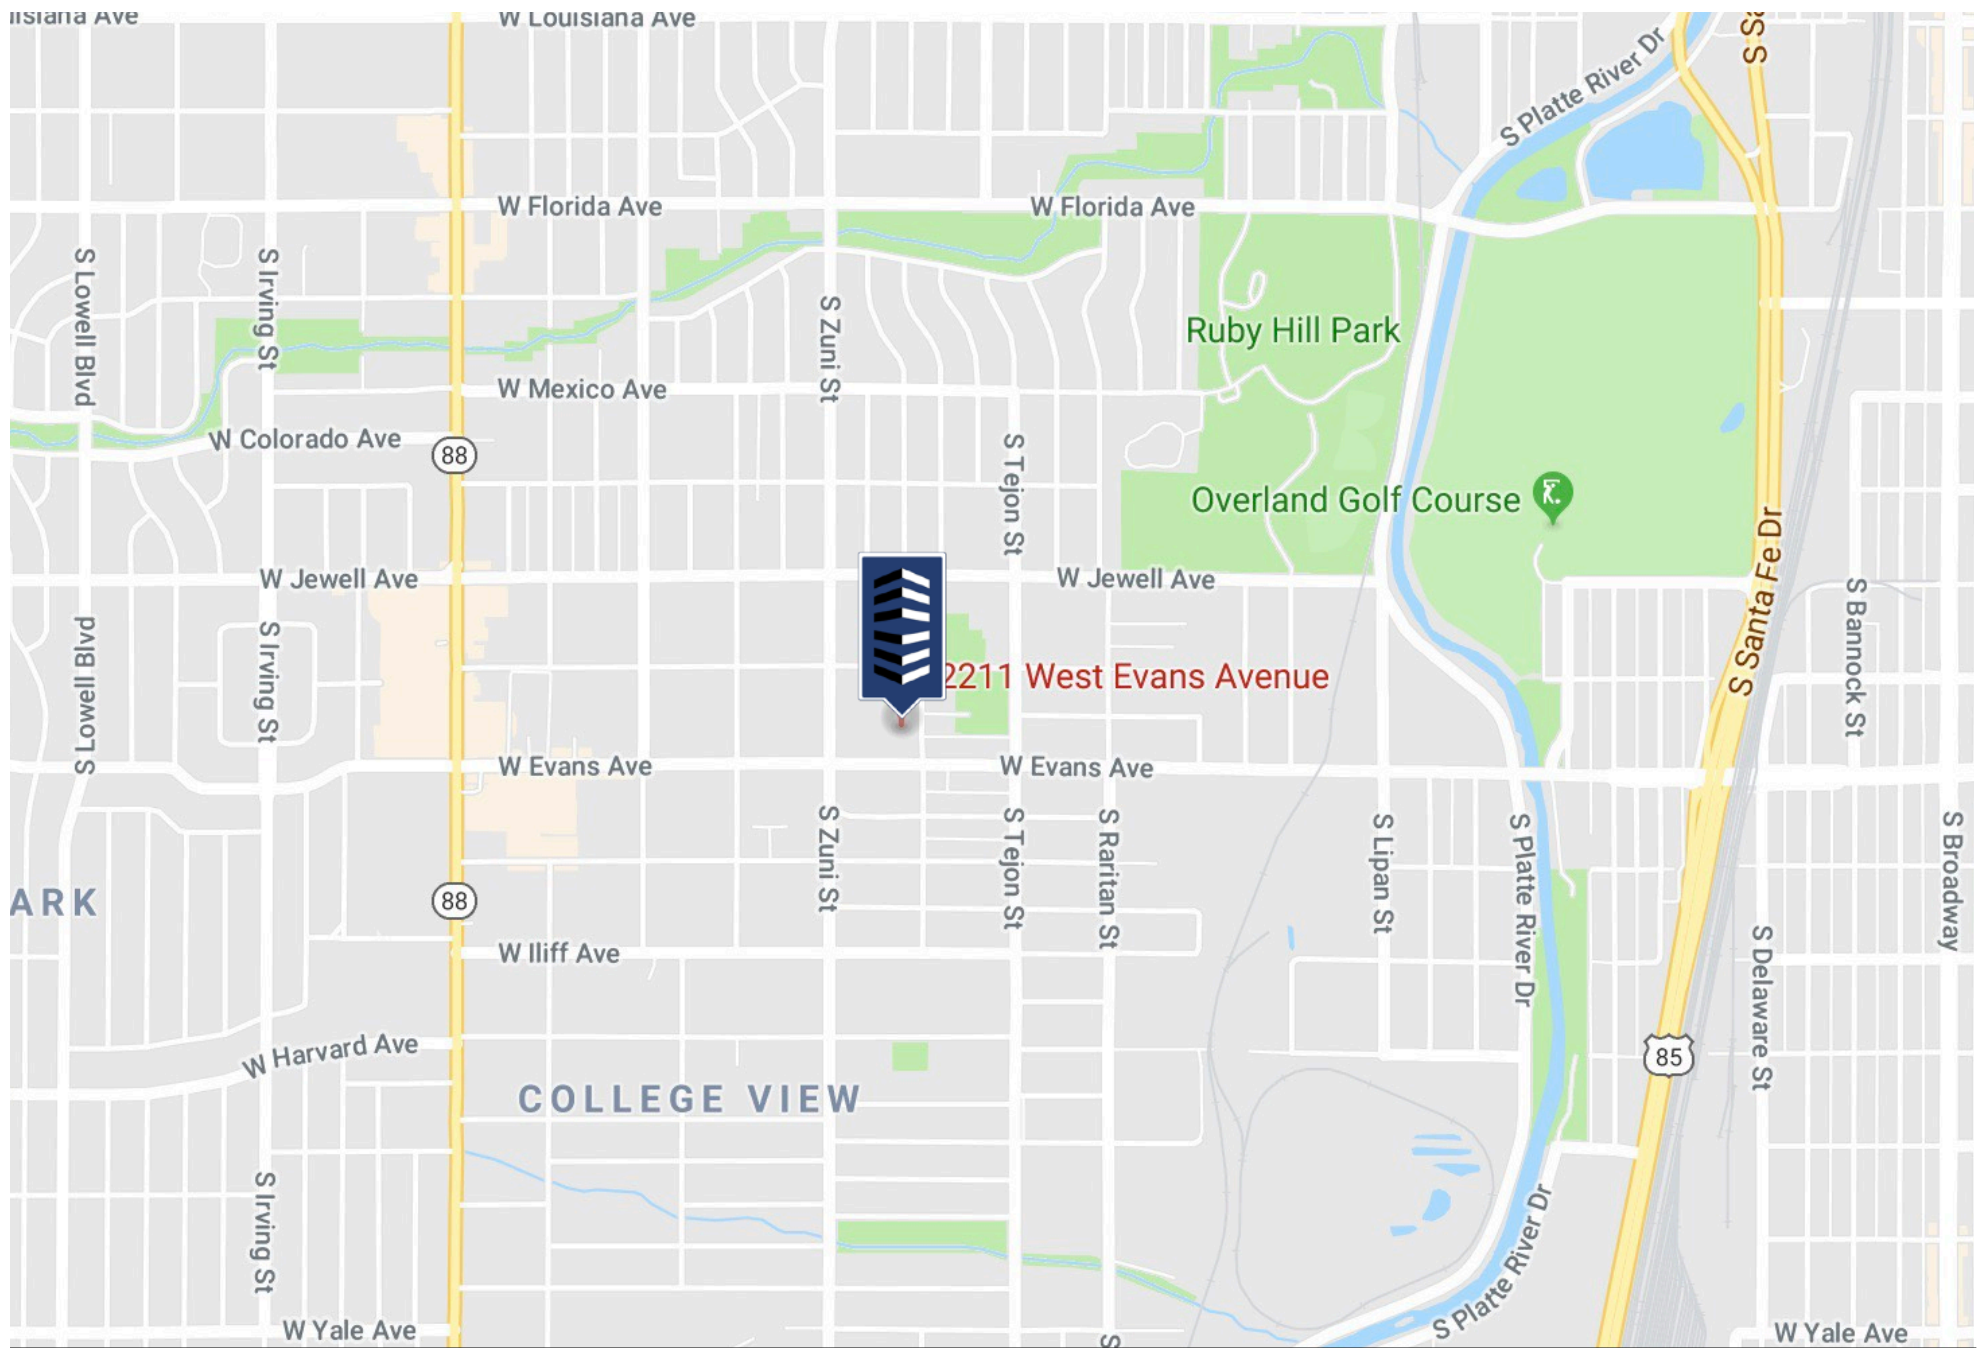 W Louisiana Ave
S Platte River Dr
W Florida Ave
W Florida Ave
S Lowell Blvd
S Irving St
S Zuni St
Ruby Hill Park
W Mexico Ave
W Colorado Ave
88
S Tejon St
Overland Golf Course
S Santa Fe Dr
W Jewell Ave
W Jewell Ave
S Bannock St
S Lowell Blvd
S Irving St
2211 West Evans Avenue
W Evans Ave
W Evans Ave
S Zuni St
S Tejon St
S Raritan St
S Lipan St
S Platte River Dr
S Broadway
ARK
88
W Iliff Ave
S Delaware St
W Harvard Ave
85
COLLEGE VIEW
S Irving St
S Platte River Dr
W Yale Ave
W Yale Ave